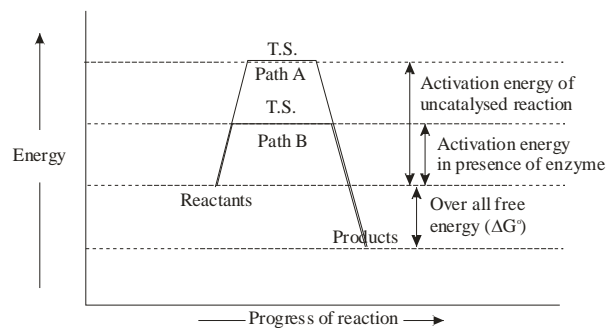 T.S.
Path A
T.S.
Path B
Energy
Reactants
Products
Activation energy of
uncatalysed reaction
Activation energy
in presence of enzyme
Over all free
energy (ΔG°)
Progress of reaction